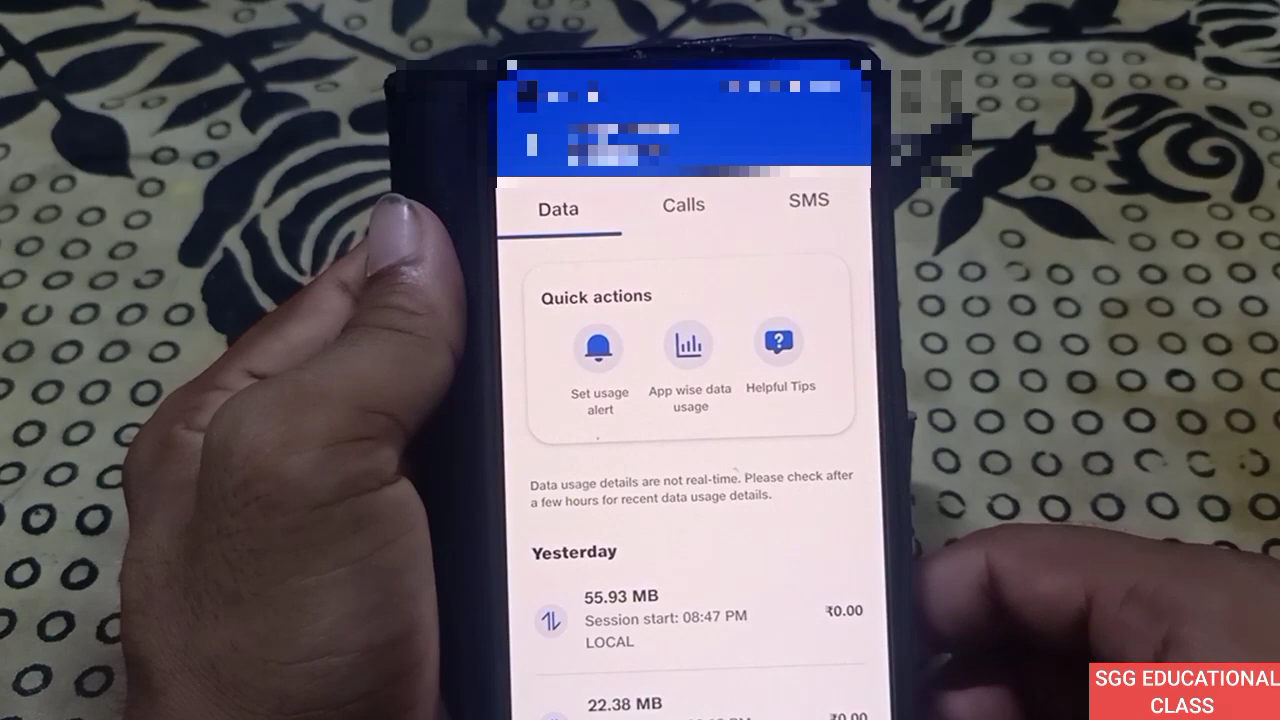 Data
Calls
SMS
Quick actions
Set usage
alert
App wise data
usage
Helpful Tips
Data usage details are not real-time. Please check after
a few hours for recent data usage details.
Yesterday
55.93 MB
Session start: 08:47 PM
LOCAL
₹0.00
22.38 MB
₹0.00
SGG EDUCATIONAL
CLASS